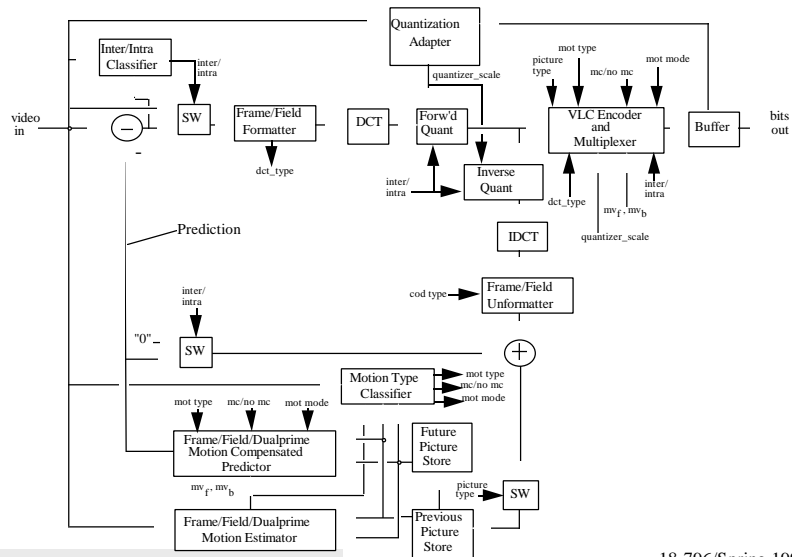 Quantization
Adapter
Inter/Intra
Classifier
inter/
intra
quantizer_scale
picture
type
mot type
mc/no mc
mot mode
video
in
SW
Frame/Field
Formatter
dct_type
DCT
Forw'd
Quant
VLC Encoder
and
Multiplexer
Buffer
bits
out
inter/
intra
Inverse
Quant
dct_type
mvf, mvb
inter/
intra
quantizer_scale
Prediction
IDCT
cod type
Frame/Field
Unformatter
inter/
intra
"0"
SW
Motion Type
Classifier
mot type
mc/no mc
mot mode
mot type
mc/no mc
mot mode
Frame/Field/Dualprime
Motion Compensated
Predictor
Future
Picture
Store
mvf, mvb
picture
type
SW
Frame/Field/Dualprime
Motion Estimator
Previous
Picture
Store